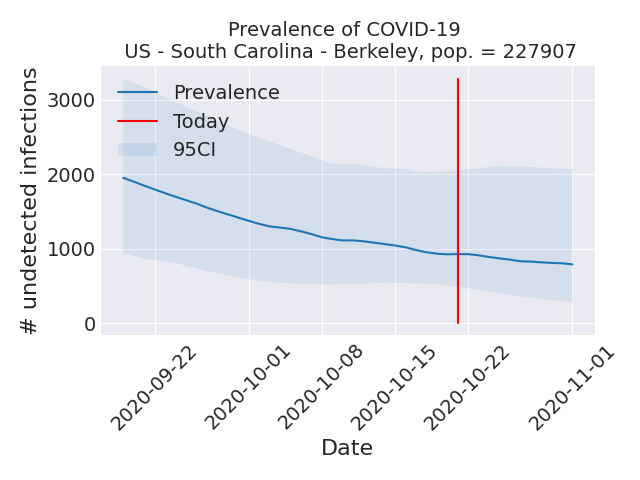 Prevalence of COVID-19
US - South Carolina - Berkeley, pop. = 227907
# undetected infections
3000
2000
1000
0
Prevalence
Today
95CI
2020-09-22
2020-10-01
2020-10-08
2020-10-15
2020-10-22
2020-11-01
Date